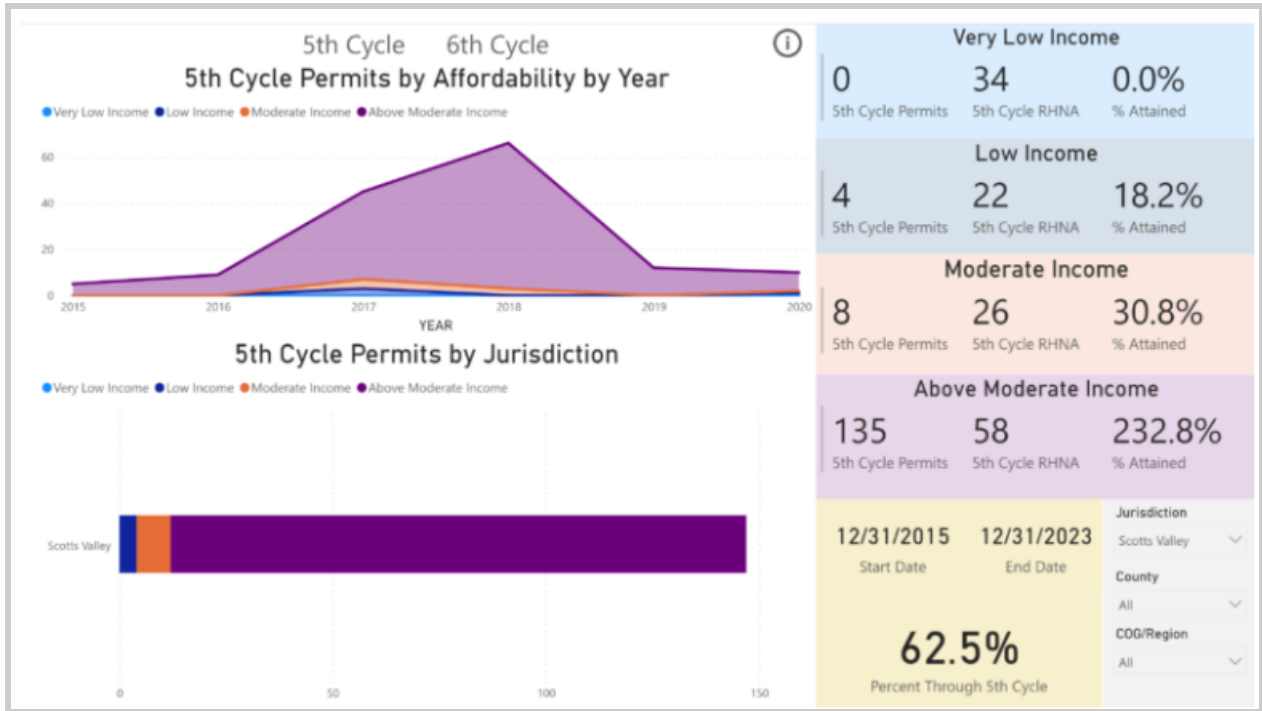 5th Cycle 6th Cycle
5th Cycle Permits by Affordability by Year
Very Low Income Low Income Moderate Income Above Moderate Income
60
40
20
0
2015 2016 2017 2018 2019 2020
YEAR
5th Cycle Permits by Jurisdiction
Very Low Income Low Income Moderate Income Above Moderate Income
Scotts Valley
0 50 100 150
Very Low Income
0 34 0.0%
5th Cycle Permits 5th Cycle RHNA % Attained
Low Income
4 22 18.2%
5th Cycle Permits 5th Cycle RHNA % Attained
Moderate Income
8 26 30.8%
5th Cycle Permits 5th Cycle RHNA % Attained
Above Moderate Income
135 58 232.8%
5th Cycle Permits 5th Cycle RHNA % Attained
12/31/2015 12/31/2023
Start Date End Date
62.5%
Percent Through 5th Cycle
Jurisdiction
Scotts Valley
County
All
COG/Region
All